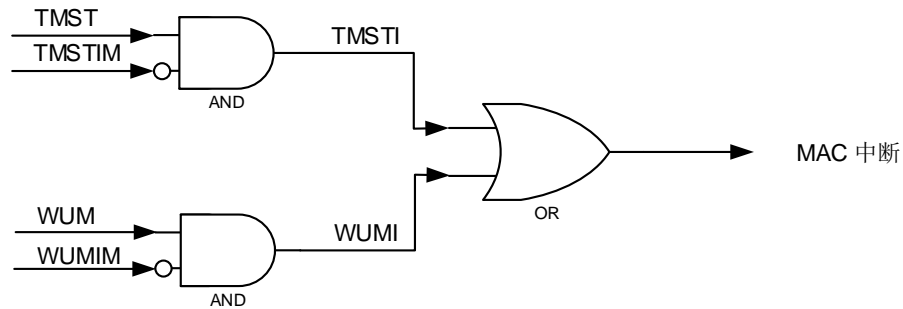 TMST
TMSTIM
AND
TMSTI
WUM
WUMIM
AND
WUMI
OR
MAC 中断